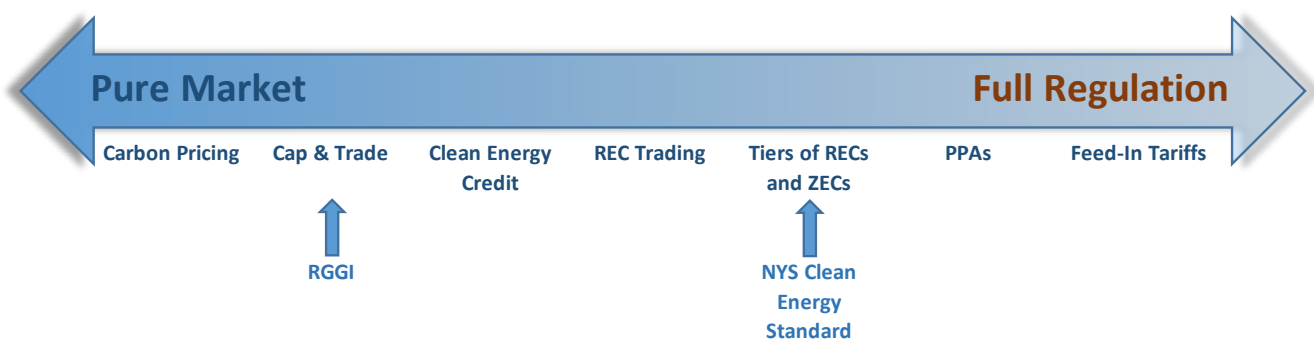 Pure Market
Full Regulation
Carbon Pricing
Cap & Trade
Clean Energy
Credit
REC Trading
Tiers of RECs
and ZECs
PPAs
Feed-In Tariffs
RGGI
NYS Clean
Energy
Standard